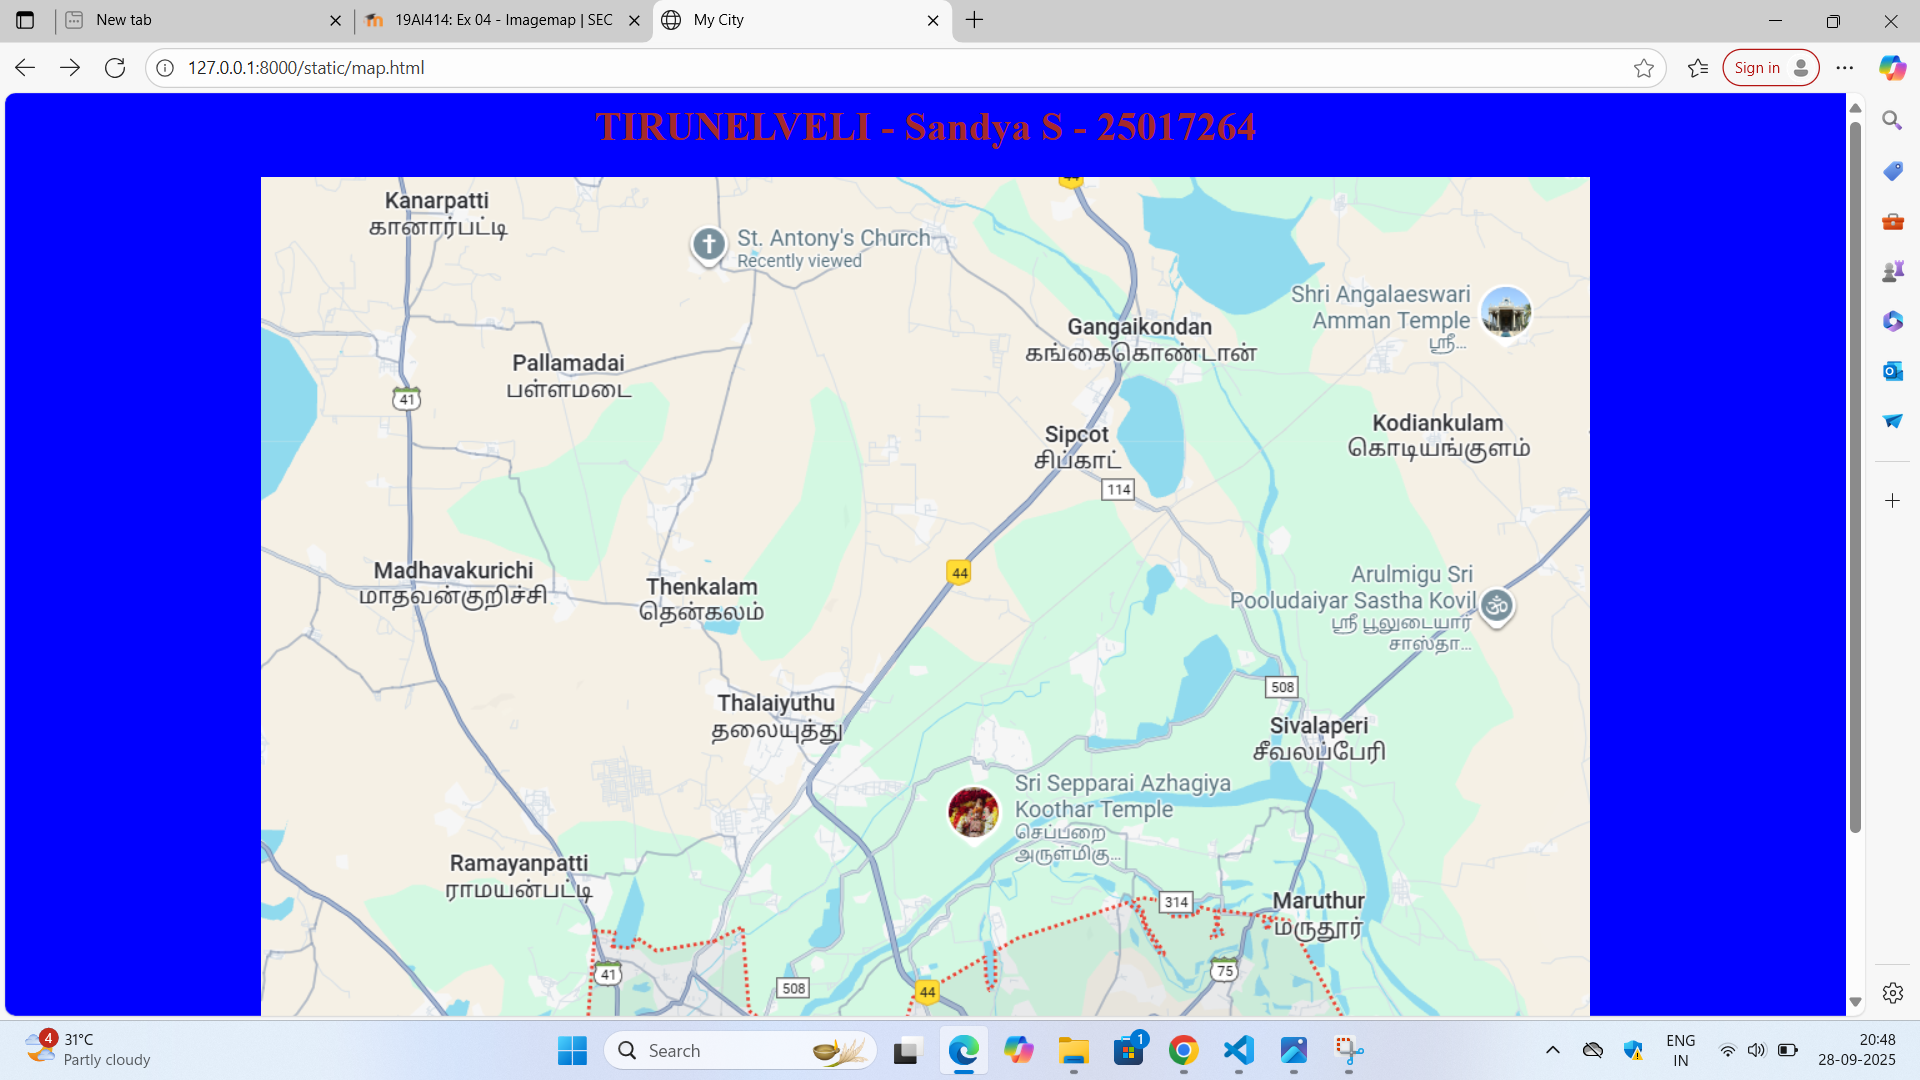 New tab
19AI414: Ex 04 - Imagemap | SEC
My City
127.0.0.1:8000/static/map.html
Sign in
TIRUNELVELI - Sandya S - 25017264
44
Kanarpatti
கானார்பட்டி
St. Antony's Church
Recently viewed
Shri Angalaeswari
Amman Temple
ஸ்ரீ...
Gangaikondan
கங்கைகொண்டான்
Pallamadai
பள்ளமடை
41
Kodiankulam
கொடியங்குளம்
Sipcot
சிப்காட்
114
Madhavakurichi
மாதவன்குறிச்சி
Thenkalam
தென்கலம்
44
Arulmigu Sri
Pooludaiyar Sastha Kovil
ஸ்ரீ பூலுடையார்
சாஸ்தா...
508
Thalaiyuthu
தலையுத்து
Sivalaperi
சீவலப்பேரி
Sri Sepparai Azhagiya
Koothar Temple
செப்பறை
அருள்மிகு...
Ramayanpatti
ராமயன்பட்டி
314
Maruthur
மருதூர்
41
508
44
75
4
31°C
Partly cloudy
Search
1
ENG
IN
20:48
28-09-2025